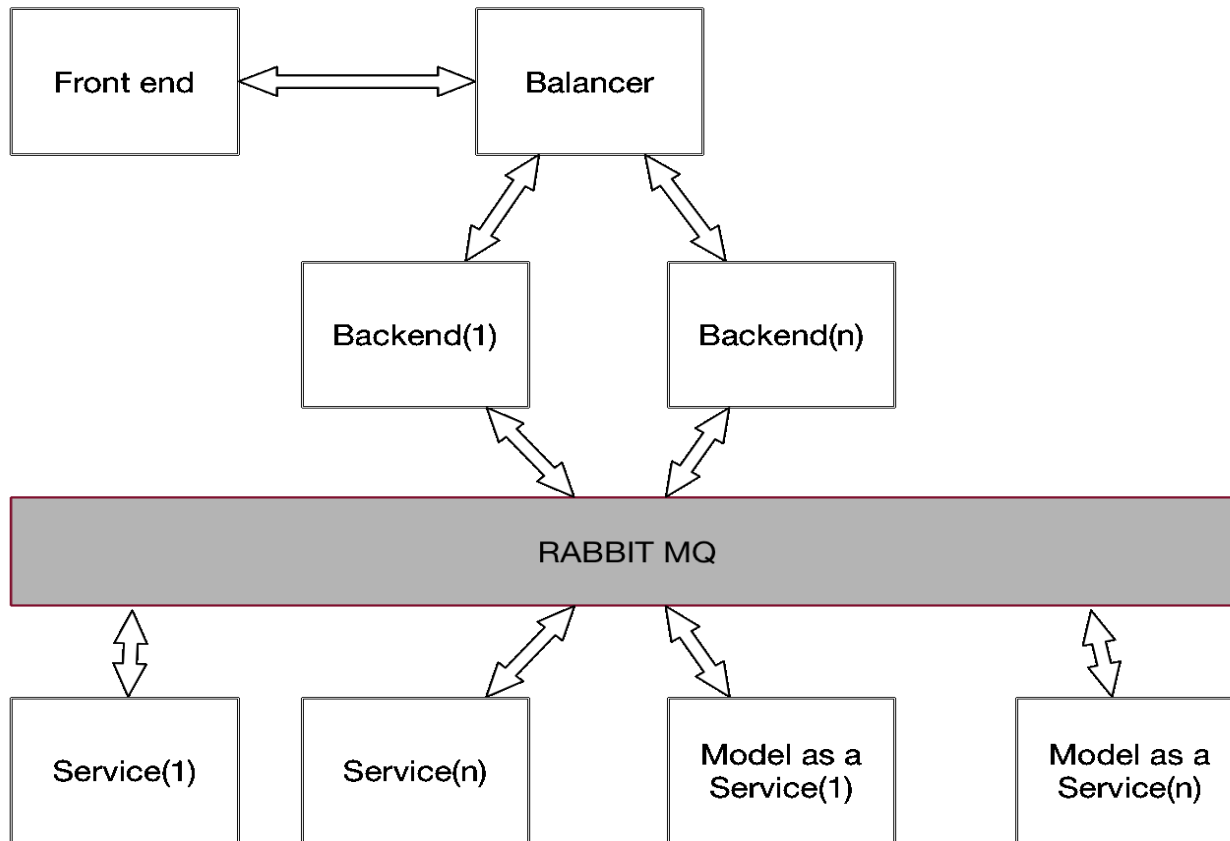 Front end
Balancer
Backend(1)
Backend(n)
RABBIT MQ
Service(1)
Service(n)
Model as a
Service(1)
Model as a
Service(n)